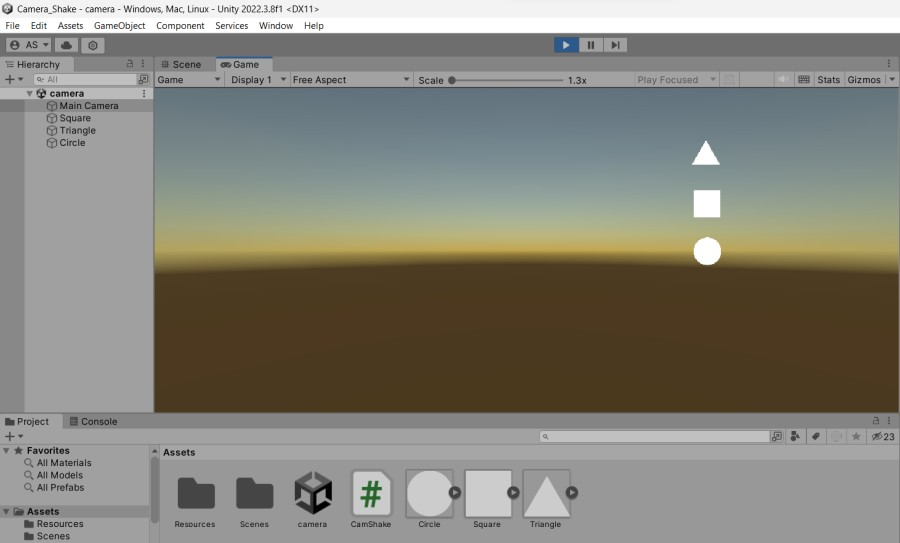 Camera_Shake - camera - Windows, Mac, Linux - Unity 2022.3.8f1 <DX11>
File Edit Assets GameObject Component Services Window Help
AS
Hierarchy
Scene
Game
All
Game
Display 1
Free Aspect
Scale
1.3x
Play Focused
Stats
Gizmos
camera
Main Camera
Square
Triangle
Circle
Project
Console
23
Favorites
All Materials
All Models
All Prefabs
Assets
Resources
Scenes
Assets
Resources
Scenes
camera
#
CamShake
Circle
Square
Triangle